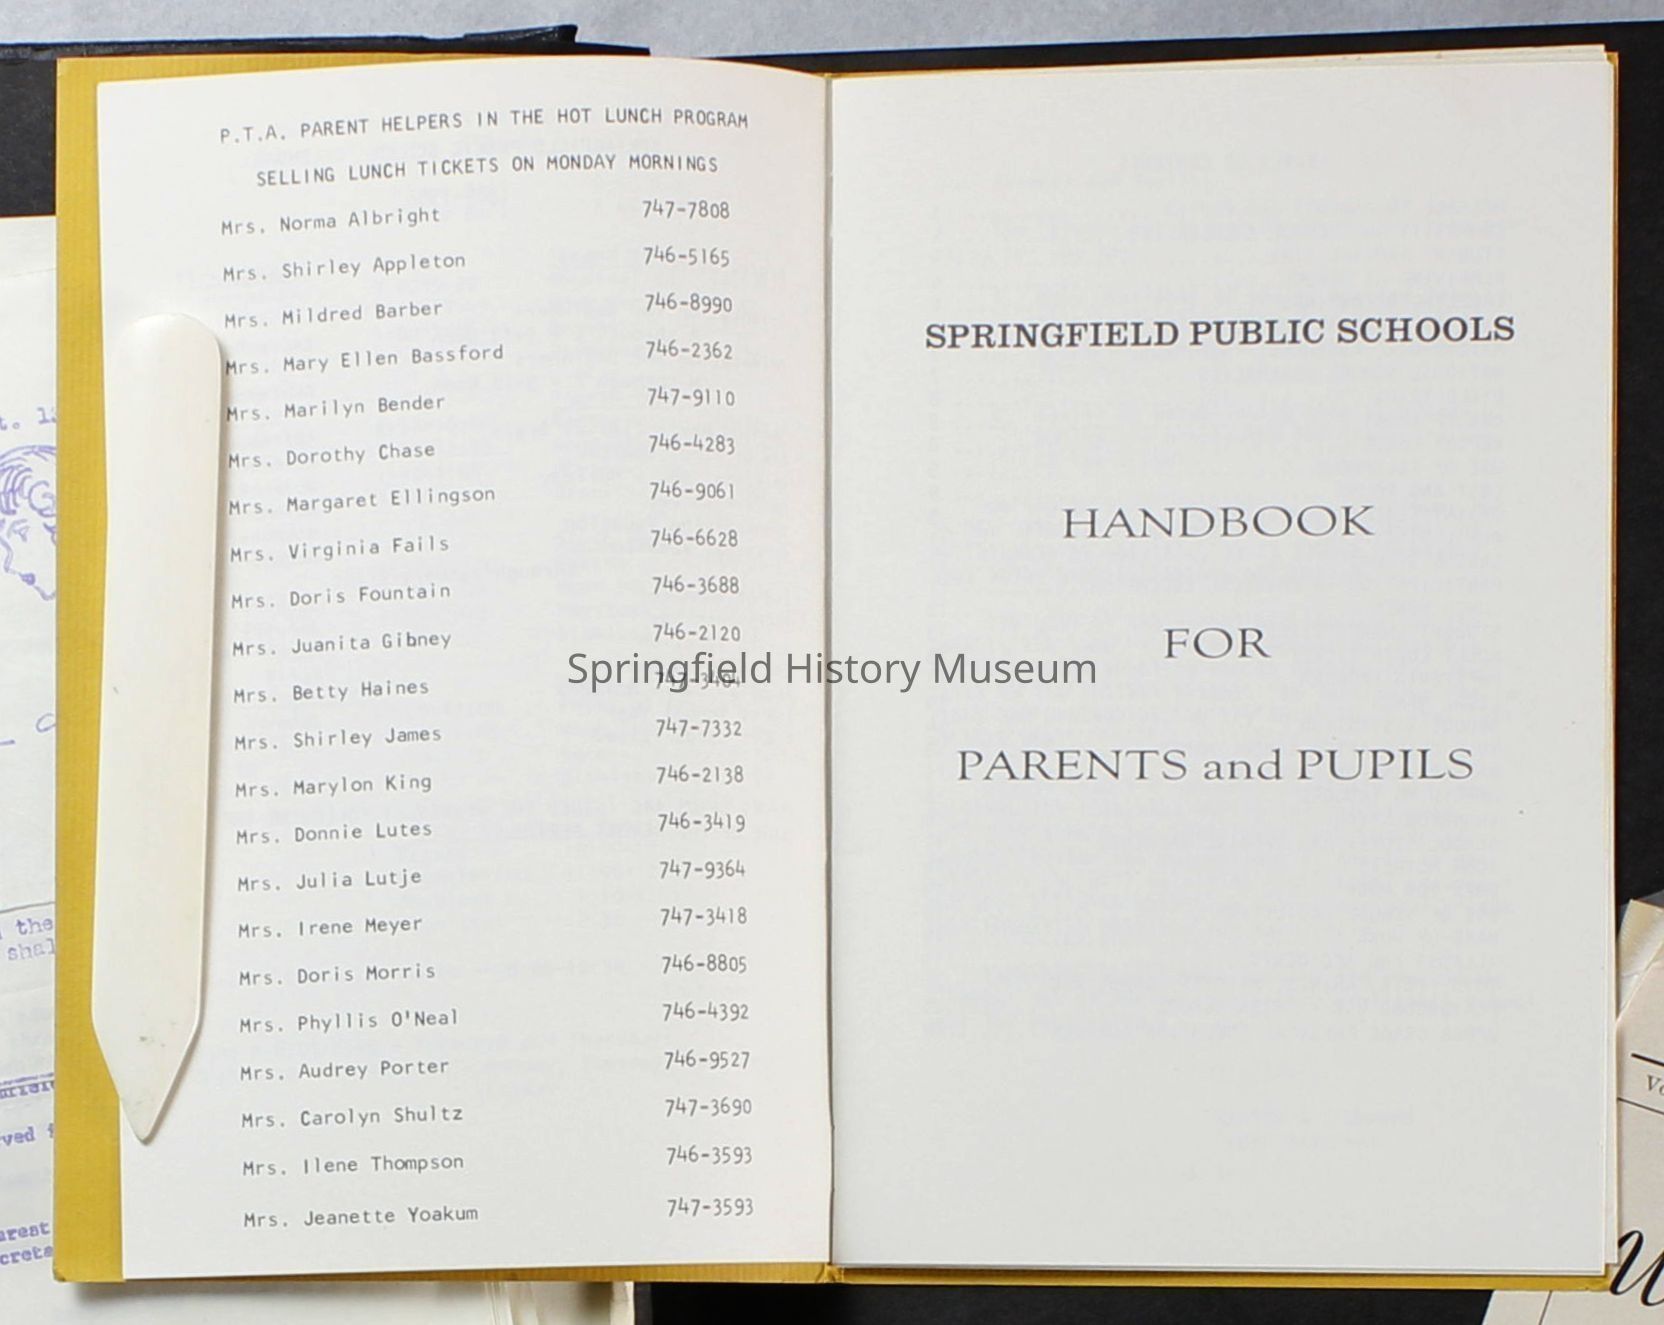 P.T.A. PARENT HELPERS IN THE HOT LUNCH PROGRAM
SELLING LUNCH TICKETS ON MONDAY MORNINGS
Mrs. Norma Albright 747-7808
Mrs. Shirley Appleton 746-5165
Mrs. Mildred Barber 746-8990
Mrs. Mary Ellen Bassford 746-2362
Mrs. Marilyn Bender 747-9110
Mrs. Dorothy Chase 746-4283
Mrs. Margaret Ellingson 746-9061
Mrs. Virginia Fails 746-6628
Mrs. Doris Fountain 746-3688
Mrs. Juanita Gibney 746-2120
Mrs. Betty Haines
Mrs. Shirley James 747-7332
Mrs. Marylon King 746-2138
Mrs. Donnie Lutes 746-3419
Mrs. Julia Lutje 747-9364
Mrs. Irene Meyer 747-3418
Mrs. Doris Morris 746-8805
Mrs. Phyllis O'Neal 746-4392
Mrs. Audrey Porter 746-9527
Mrs. Carolyn Shultz 747-3690
Mrs. Ilene Thompson 746-3593
Mrs. Jeanette Yoakum 747-3593
SPRINGFIELD PUBLIC SCHOOLS
HANDBOOK
FOR
PARENTS and PUPILS
Springfield History Museum
the